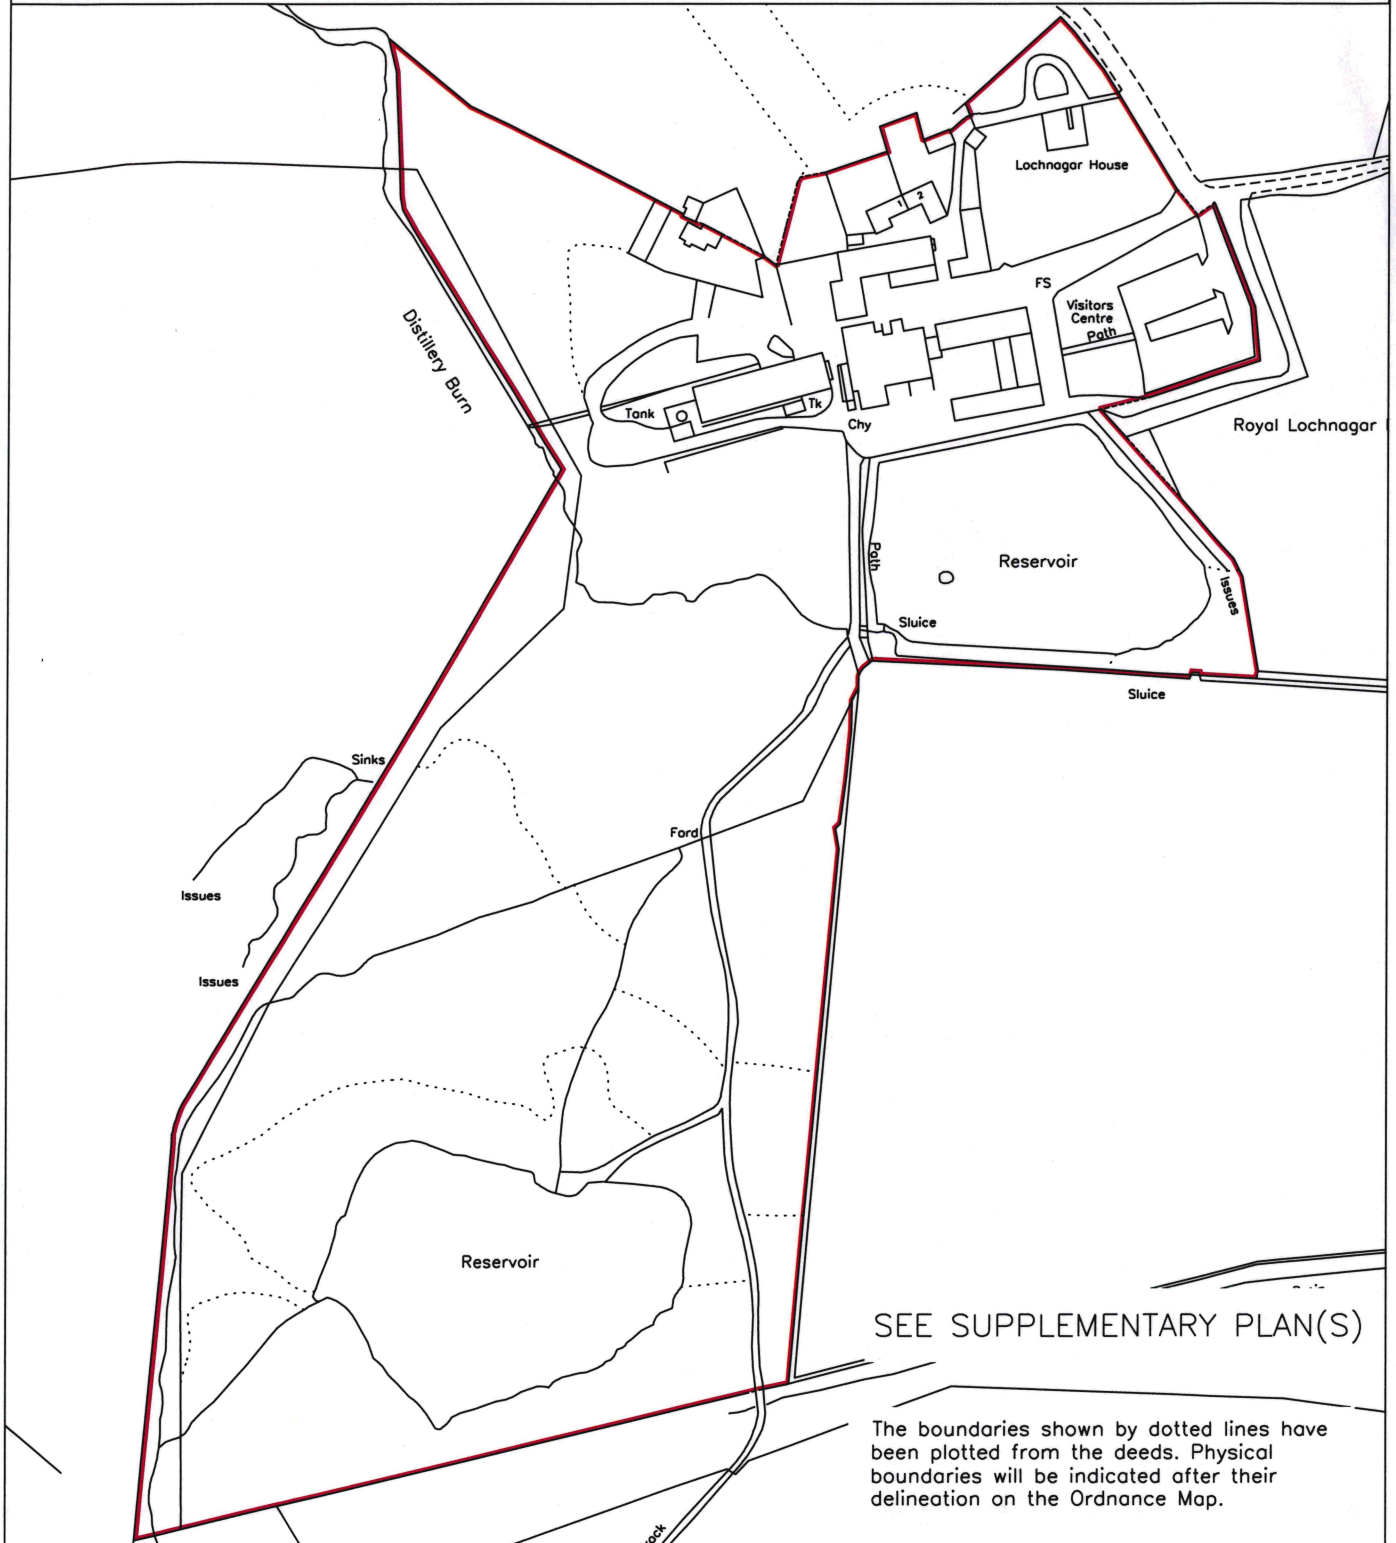 Lochnagar House
1
2
FS
Visitors
Centre
Path
Distillery Burn
Tank
Tk
Chy
Royal Lochnagar
Path
Reservoir
Issues
Sluice
Sluice
Sinks
Ford
Issues
Issues
Reservoir
SEE SUPPLEMENTARY PLAN(S)
The boundaries shown by dotted lines have
been plotted from the deeds. Physical
boundaries will be indicated after their
delineation on the Ordnance Map.